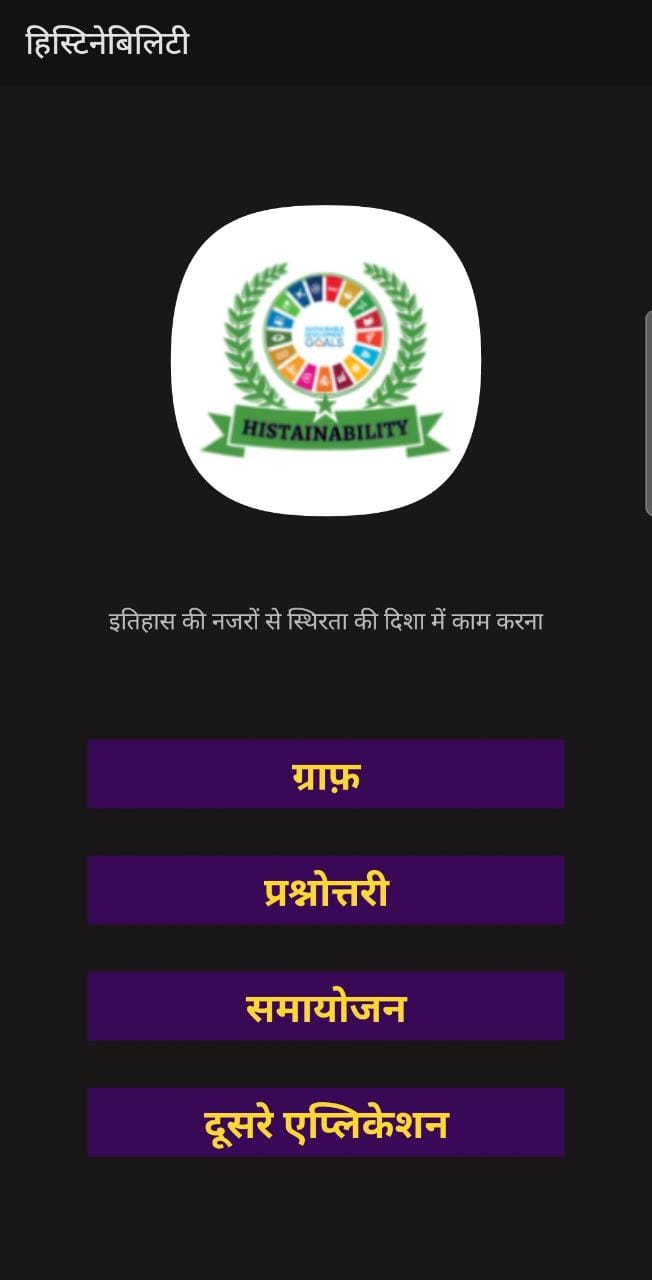 हिस्टिनेबिलिटी
SUSTAINABLE
DEVELOPMENT
GOALS
HISTAINABILITY
इतिहास की नजरों से स्थिरता की दिशा में काम करना
ग्राफ़
प्रश्नोत्तरी
समायोजन
दूसरे एप्लिकेशन